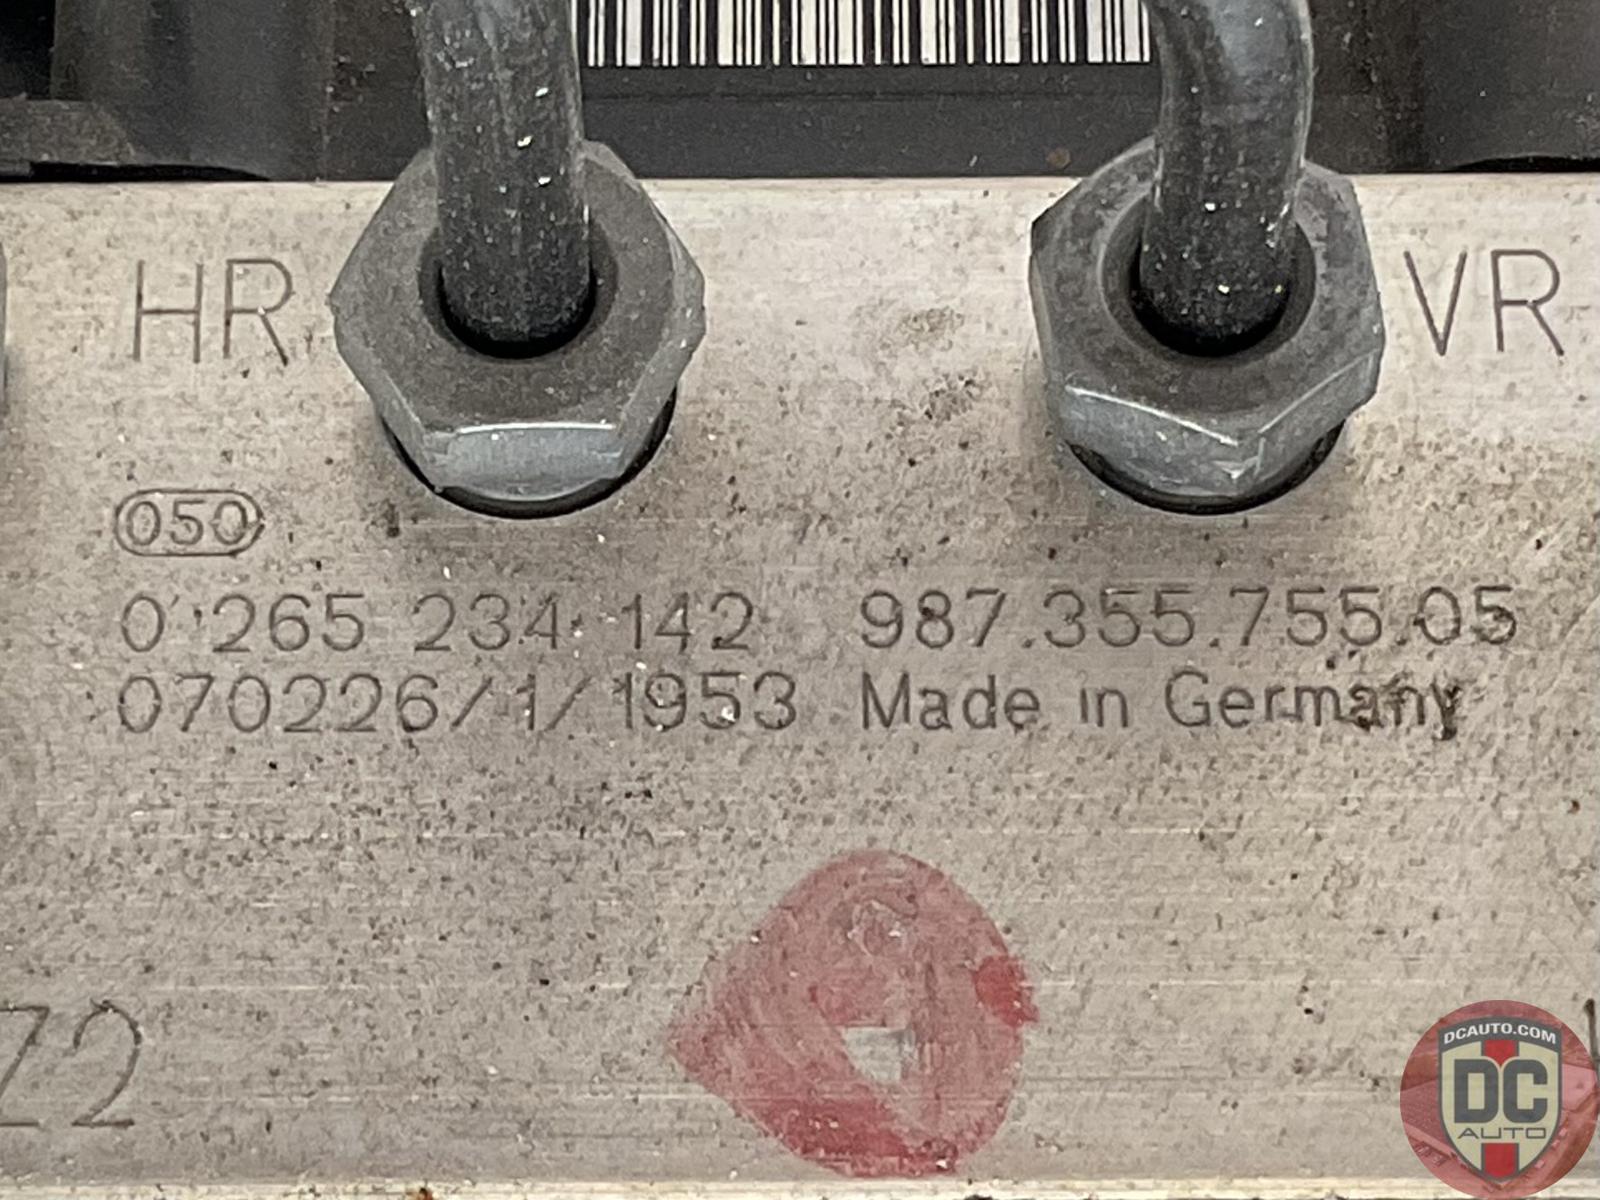 HR VR
050
0 265 234 142 987.355.755.05
070226/1/1953 Made in Germany
Z2
DCAUTO.COM
DC
AUTO